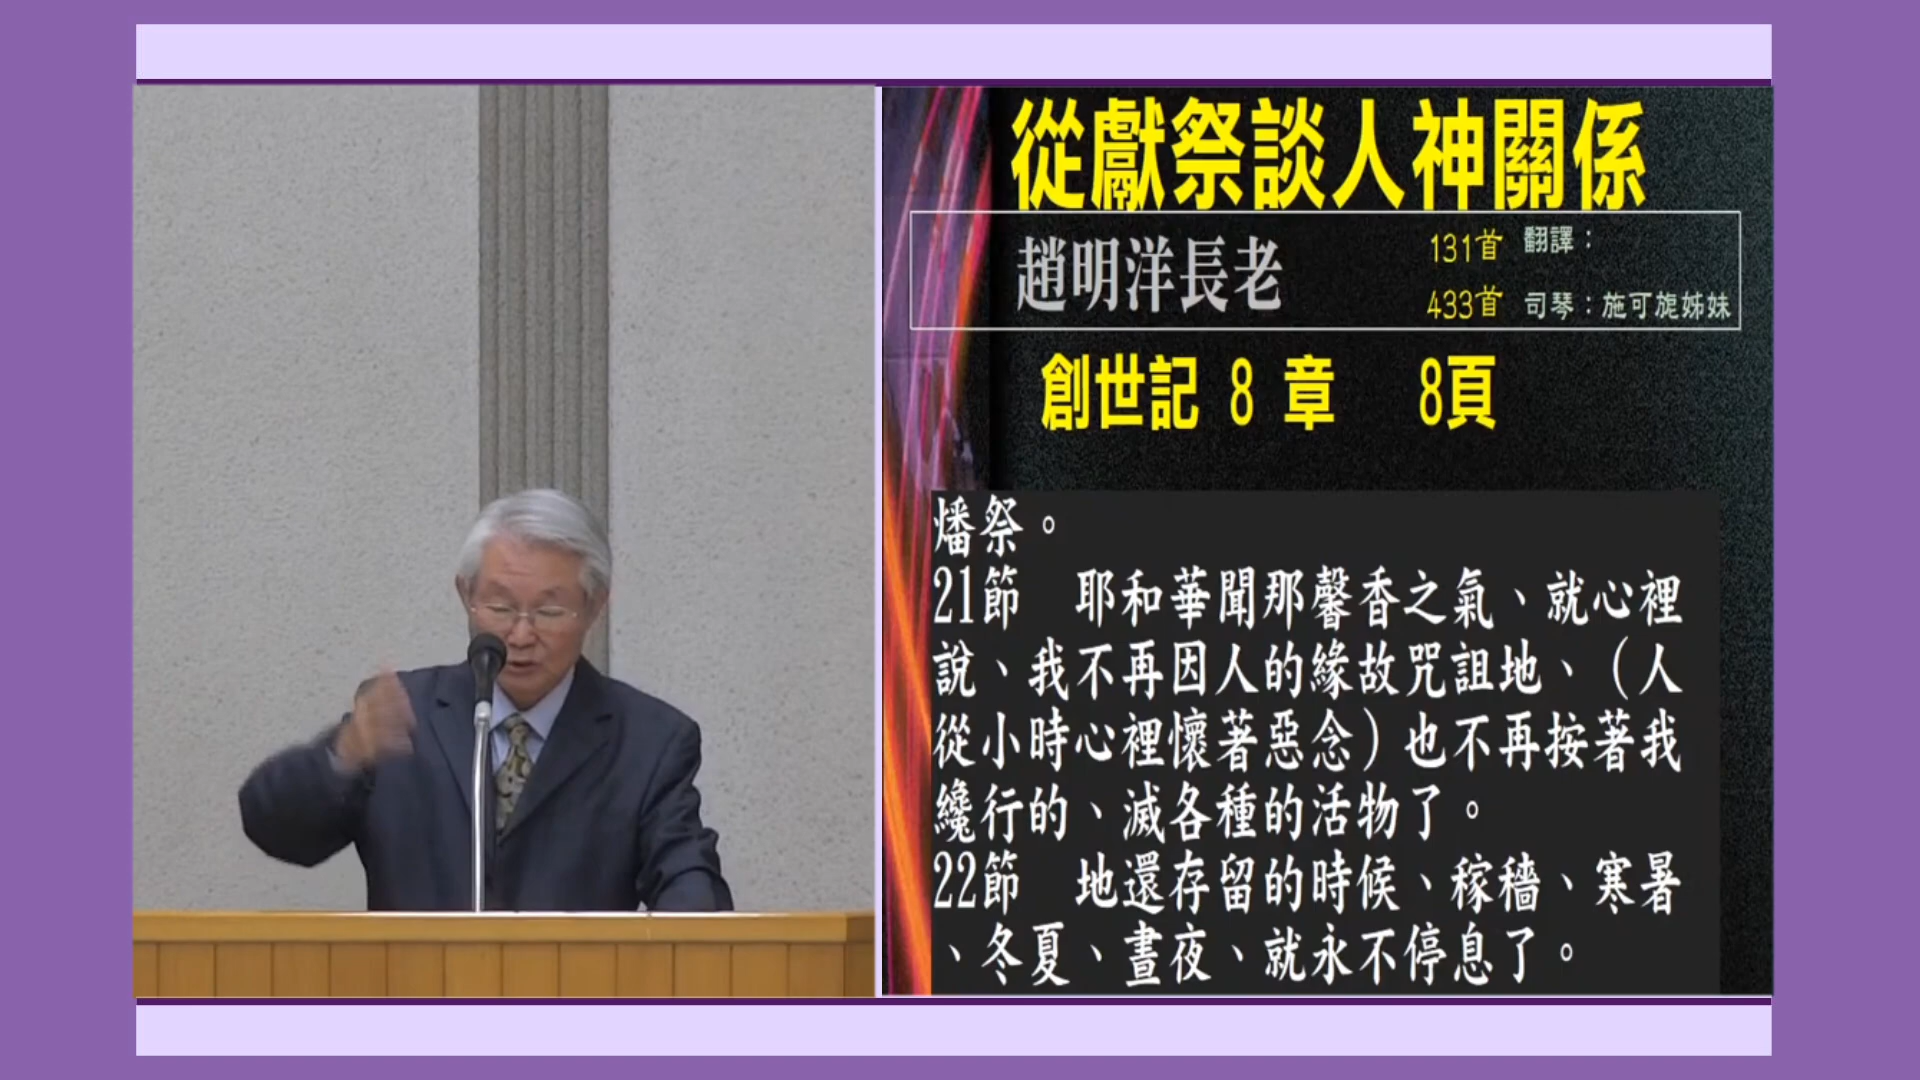 從獻祭談人神關係
趙明洋長老
131首 翻譯：
433首 司琴：施可旎姊妹
創世記 8 章 8頁
燔祭。
21節 耶和華聞那馨香之氣、就心裡
說、我不再因人的緣故咒詛地、（人
從小時心裡懷著惡念）也不再按著我
纔行的、滅各種的活物了。
22節 地還存留的時候、稼穡、寒暑
、冬夏、晝夜、就永不停息了。